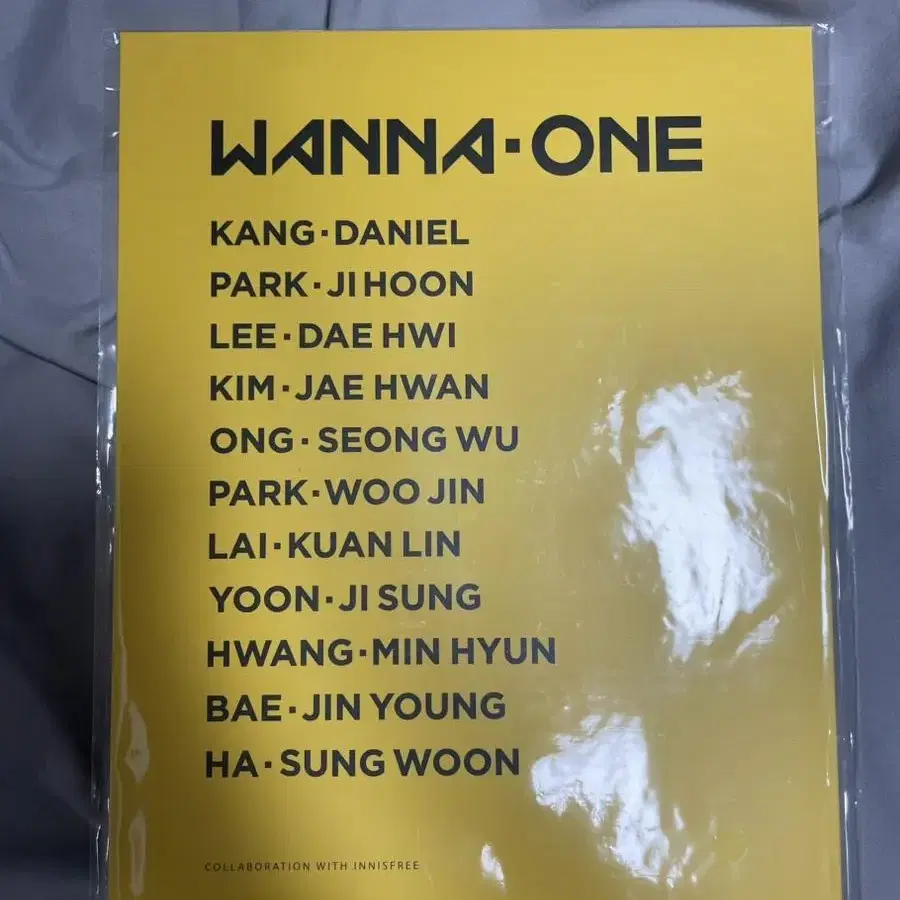 WANNA·ONE
KANG·DANIEL
PARK·JI HOON
LEE·DAE HWI
KIM·JAE HWAN
ONG·SEONG WU
PARK·WOO JIN
LAI·KUAN LIN
YOON·JI SUNG
HWANG·MIN HYUN
BAE·JIN YOUNG
HA·SUNG WOON
COLLABORATION WITH INNISFREE